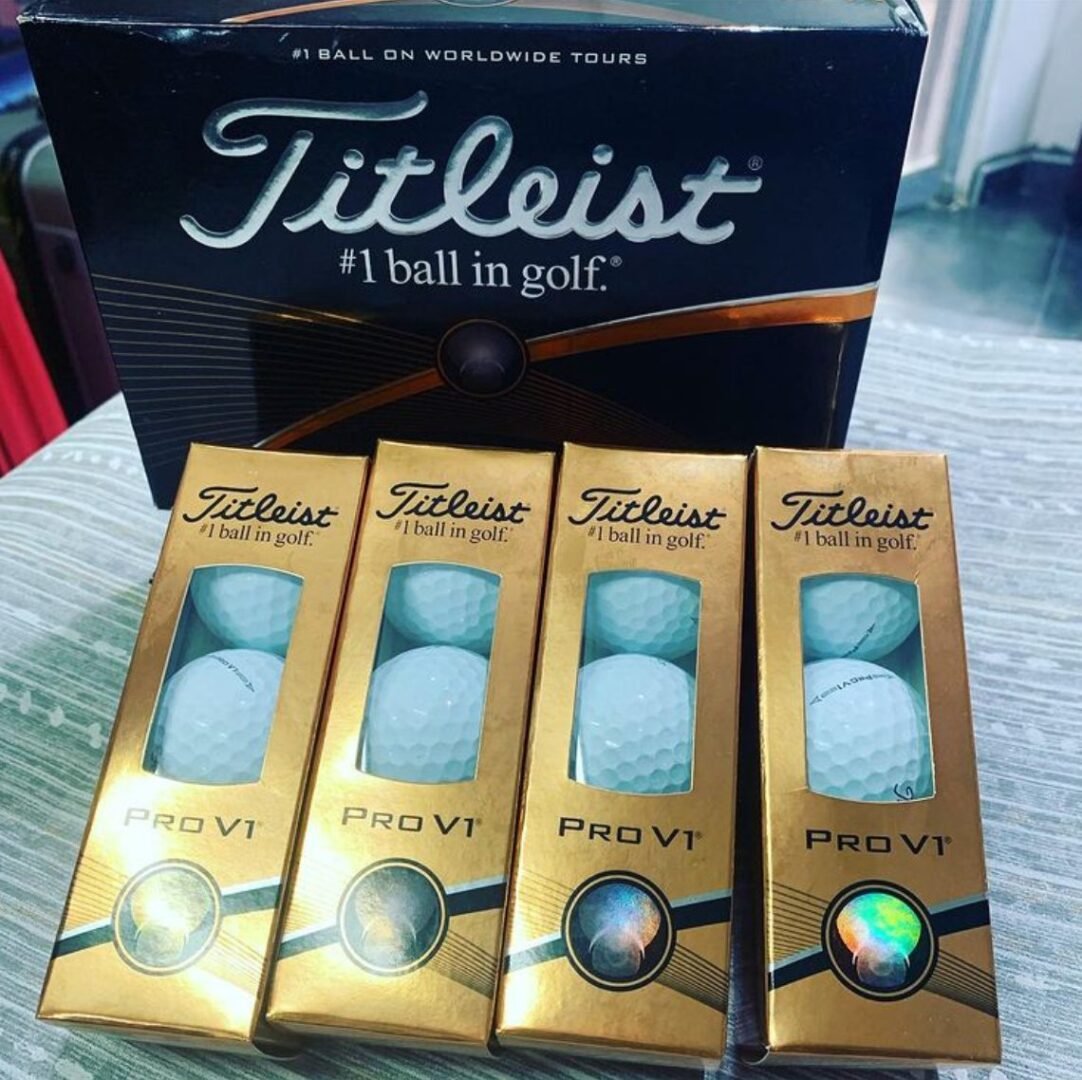 #1 BALL ON WORLDWIDE TOURS
Titleist®
#1 ball in golf.®
Titleist
#1 ball in golf.
Titleist
#1 ball in golf.
Titleist
#1 ball in golf.
Titleist
#1 ball in golf.
PRO V1
PRO V1®
PRO V1®
PRO V1®
PRO V1®